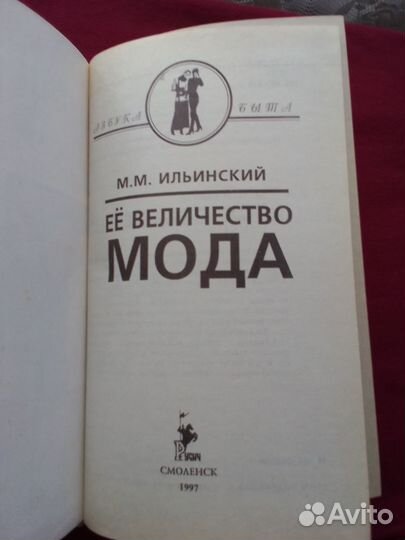 АЗБУКА БЫТА
М.М. ИЛЬИНСКИЙ
ЕЁ ВЕЛИЧЕСТВО
МОДА
Русич
СМОЛЕНСК
1997
Avito